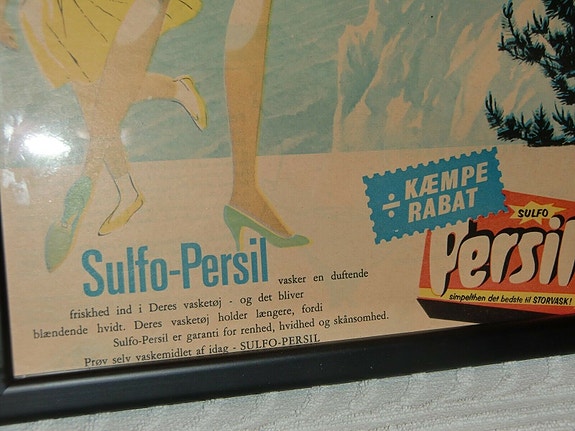 ÷ KÆMPE
RABAT
SULFO
Persil
simpelthen det bedste til STORVASK!
Sulfo-Persil vasker en duftende
friskhed ind i Deres vasketøj - og det bliver
blændende hvidt. Deres vasketøj holder længere, fordi
Sulfo-Persil er garanti for renhed, hvidhed og skånsomhed.
Prøv selv vaskemidlet af idag - SULFO-PERSIL